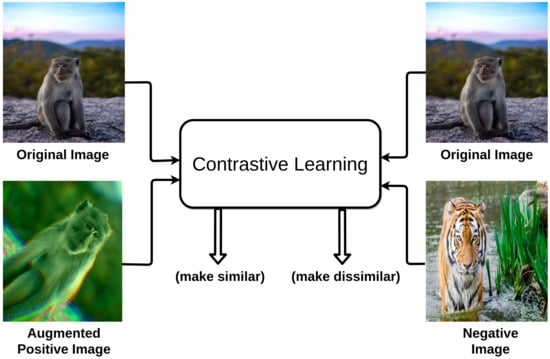 Original Image
Original Image
Contrastive Learning
(make similar)
(make dissimilar)
Augmented
Positive Image
Negative
Image